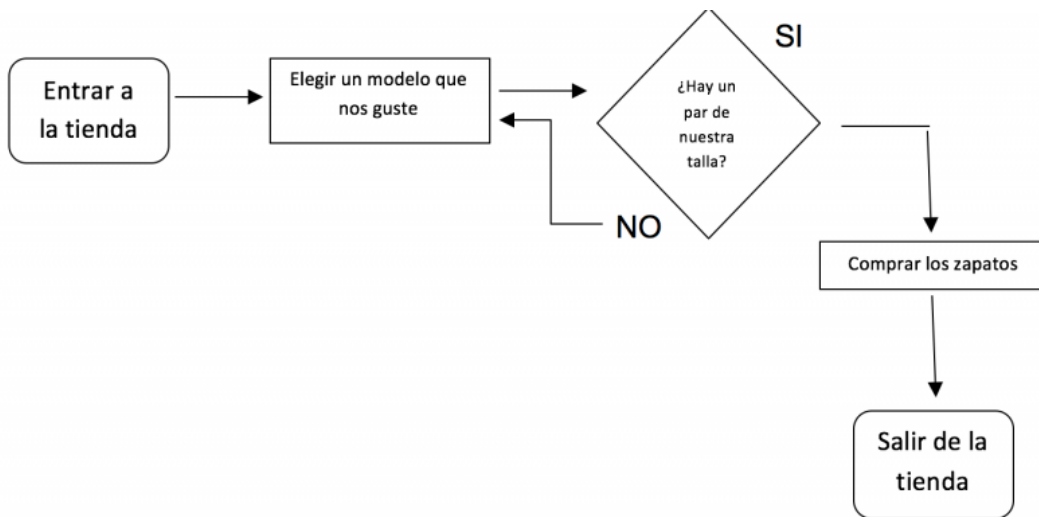 Entrar a
la tienda
Elegir un modelo que
nos guste
¿Hay un
par de
nuestra
talla?
SI
NO
Comprar los zapatos
Salir de la
tienda